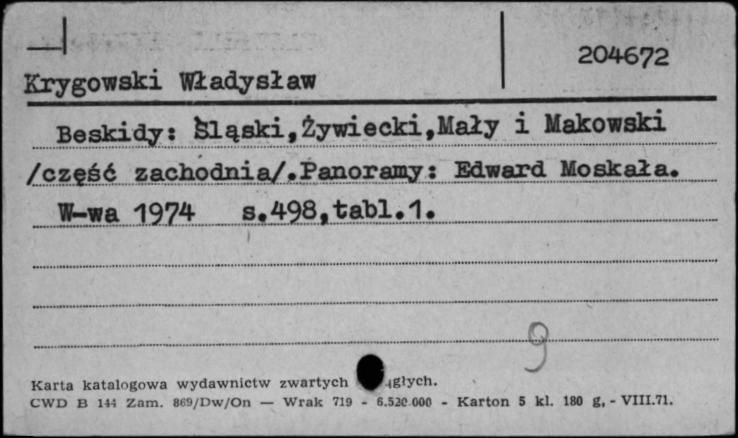 204672
Krygowski Władysław
Beskidy: Śląski,Żywiecki,Mały i Makowski
/część zachodnia/.Panoramy: Edward Moskała.
W-wa 1974 s.498,tabl.1.
9
Karta katalogowa wydawnictw zwartych głych.
CWD B 144 Zam. 869/Dw/On — Wrak 719 - 6.520.000 - Karton 5 kl. 180 g, - VIII.71.